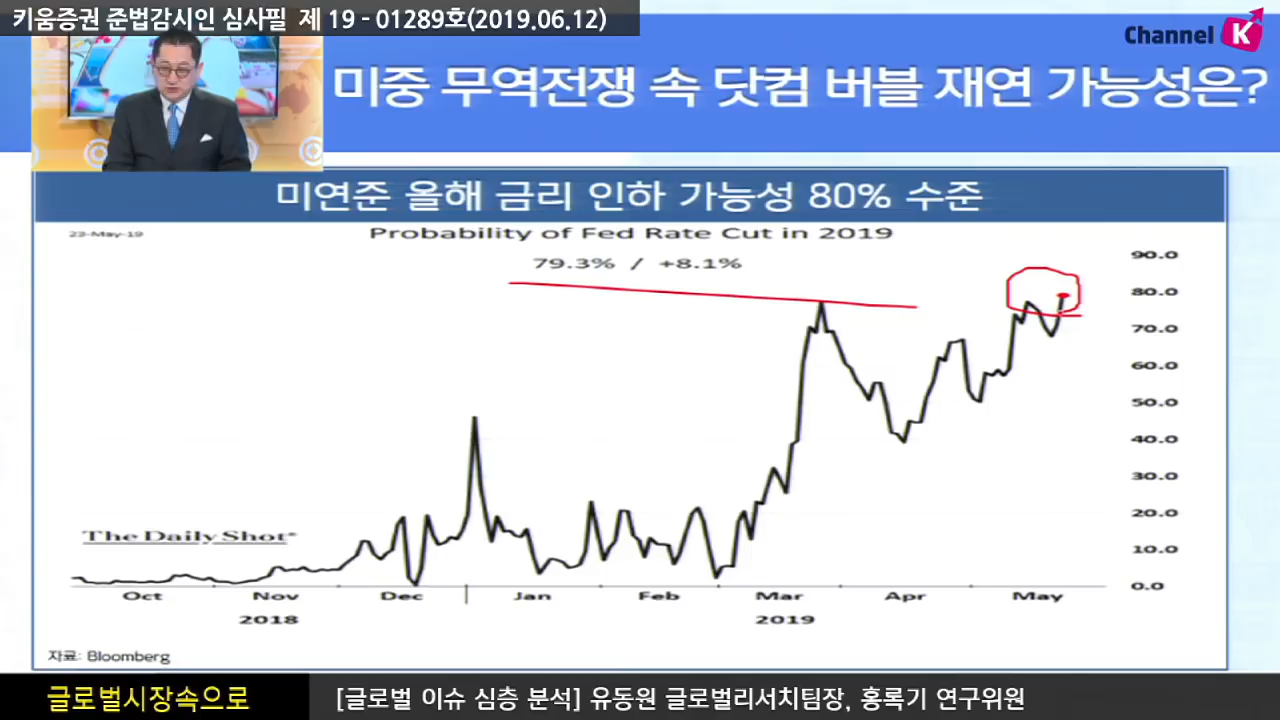 키움증권 준법감시인 심사필 제 19 - 01289호(2019.06.12)
Channel K
미중 무역전쟁 속 닷컴 버블 재연 가능성은?
미연준 올해 금리 인하 가능성 80% 수준
23-May-19
Probability of Fed Rate Cut in 2019
79.3% / +8.1%
90.0
80.0
70.0
60.0
50.0
40.0
30.0
20.0
10.0
0.0
The Daily Shot®
Oct Nov Dec Jan Feb Mar Apr May
2018 2019
자료: Bloomberg
글로벌시장속으로
[글로벌 이슈 심층 분석] 유동원 글로벌리서치팀장, 홍록기 연구위원